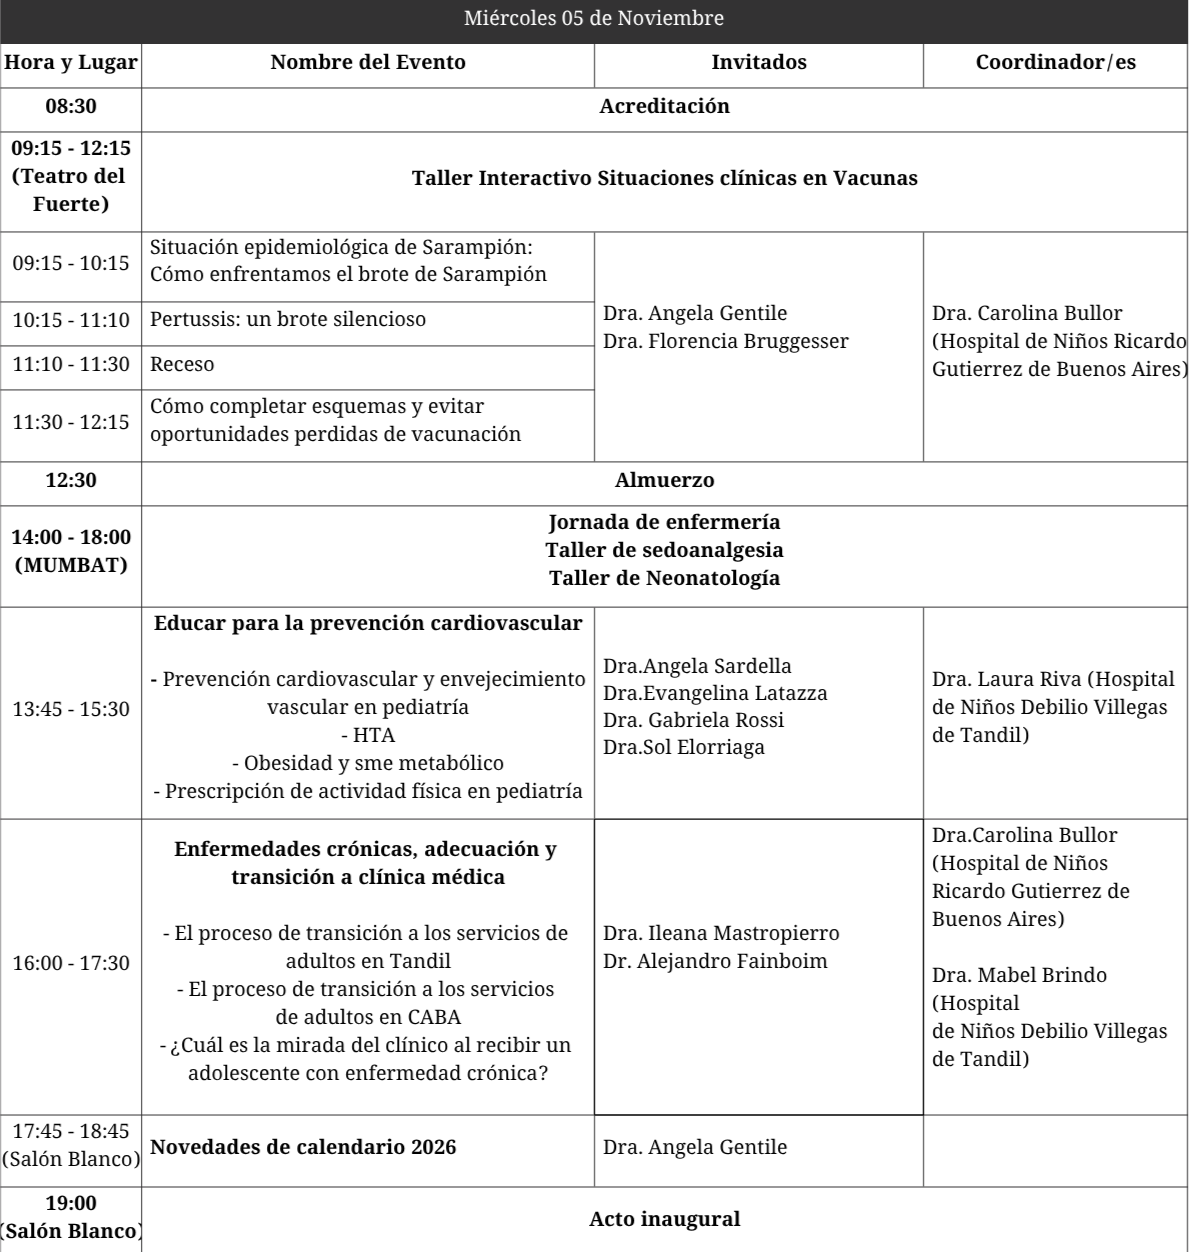 Miércoles 05 de Noviembre
Hora y Lugar
Nombre del Evento
Invitados
Coordinador/es
08:30
Acreditación
09:15 - 12:15
(Teatro del
Fuerte)
Taller Interactivo Situaciones clínicas en Vacunas
09:15 - 10:15
Situación epidemiológica de Sarampión:
Cómo enfrentamos el brote de Sarampión
10:15 - 11:10
Pertussis: un brote silencioso
11:10 - 11:30
Receso
11:30 - 12:15
Cómo completar esquemas y evitar
oportunidades perdidas de vacunación
Dra. Angela Gentile
Dra. Florencia Bruggesser
Dra. Carolina Bullor
(Hospital de Niños Ricardo
Gutierrez de Buenos Aires)
12:30
Almuerzo
14:00 - 18:00
(MUMBAT)
Jornada de enfermería
Taller de sedoanalgesia
Taller de Neonatología
13:45 - 15:30
Educar para la prevención cardiovascular
- Prevención cardiovascular y envejecimiento
vascular en pediatría
- HTA
- Obesidad y sme metabólico
- Prescripción de actividad física en pediatría
Dra.Angela Sardella
Dra.Evangelina Latazza
Dra. Gabriela Rossi
Dra.Sol Elorriaga
Dra. Laura Riva (Hospital
de Niños Debilio Villegas
de Tandil)
16:00 - 17:30
Enfermedades crónicas, adecuación y
transición a clínica médica
- El proceso de transición a los servicios de
adultos en Tandil
- El proceso de transición a los servicios
de adultos en CABA
- ¿Cuál es la mirada del clínico al recibir un
adolescente con enfermedad crónica?
Dra. Ileana Mastropierro
Dr. Alejandro Fainboim
Dra.Carolina Bullor
(Hospital de Niños
Ricardo Gutierrez de
Buenos Aires)
Dra. Mabel Brindo
(Hospital
de Niños Debilio Villegas
de Tandil)
17:45 - 18:45
(Salón Blanco)
Novedades de calendario 2026
Dra. Angela Gentile
19:00
(Salón Blanco)
Acto inaugural